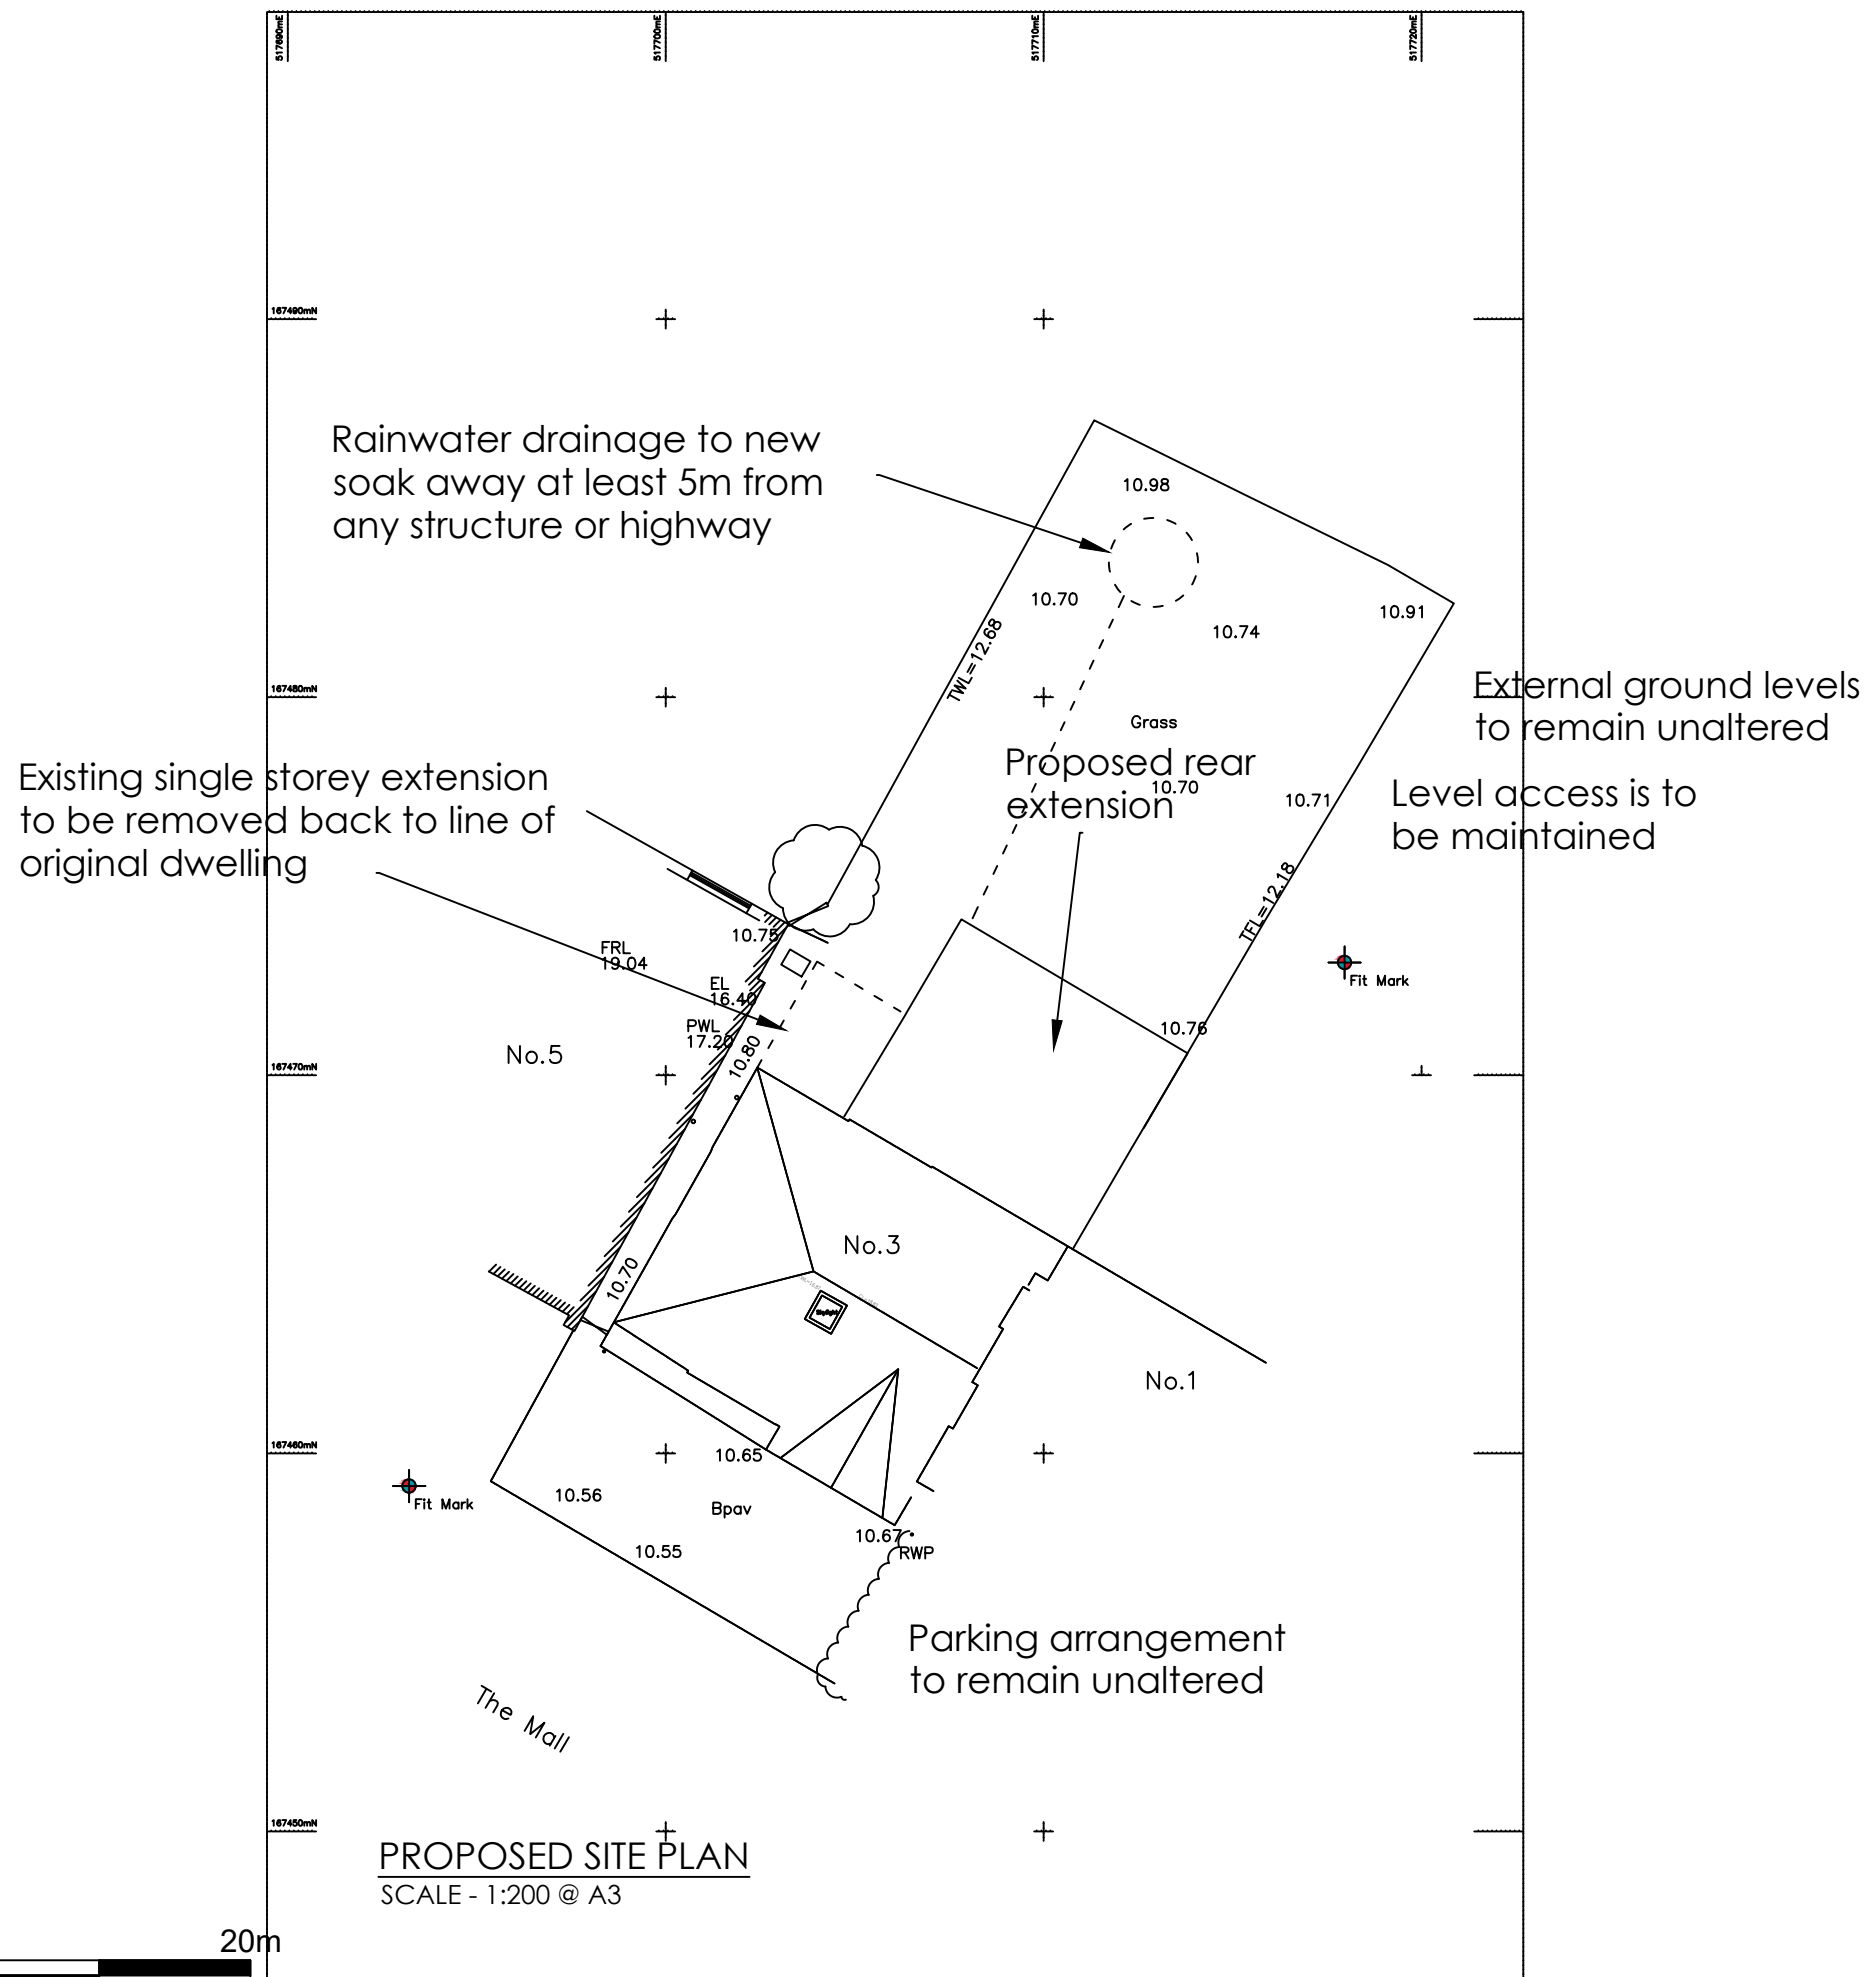 517690mE
517700mE
517710mE
517720mE
167490mN
Rainwater drainage to new
soak away at least 5m from
any structure or highway
10.98
10.70
10.74
10.91
TWL=12.68
167480mN
External ground levels
to remain unaltered
Grass
Proposed rear
extension
10.70
10.71
Level access is to
be maintained
Existing single storey extension
to be removed back to line of
original dwelling
TFL=12.18
10.75
FRL
19.04
EL
16.40
Fit Mark
PWL
17.20
10.76
10.80
No.5
167470mN
No.3
10.70
Skylight
No.1
167460mN
10.65
10.56
Fit Mark
Bpav
10.67
RWP
10.55
Parking arrangement
to remain unaltered
The Mall
167450mN
PROPOSED SITE PLAN
SCALE - 1:200 @ A3
20m